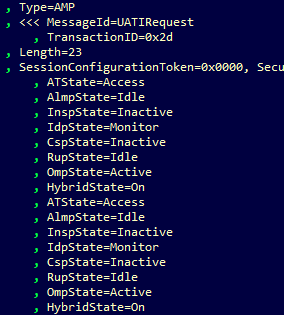 , Type=AMP
, <<< MessageId=UATIRequest
, TransactionID=0x2d
, Length=23
, SessionConfigurationToken=0x0000, Secu
, ATState=Access
, AlmpState=Idle
, InspState=Inactive
, IdpState=Monitor
, CspState=Inactive
, RupState=Idle
, OmpState=Active
, HybridState=On
, ATState=Access
, AlmpState=Idle
, InspState=Inactive
, IdpState=Monitor
, CspState=Inactive
, RupState=Idle
, OmpState=Active
, HybridState=On